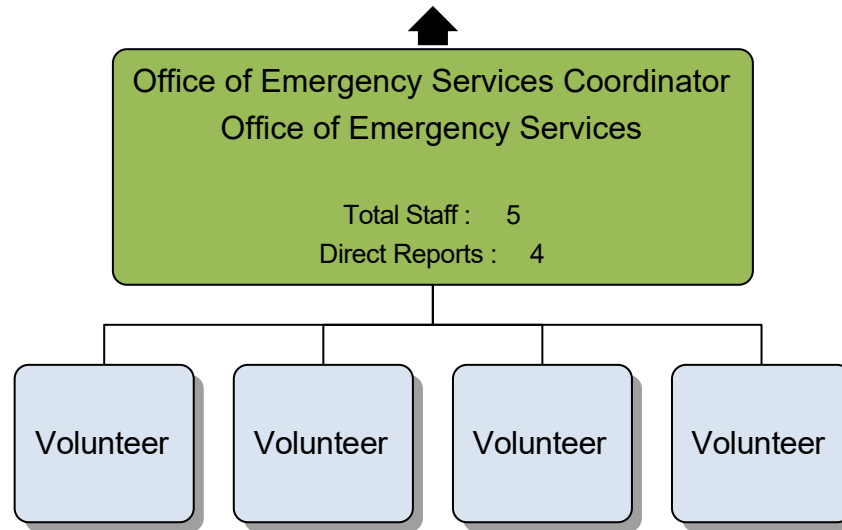 Office of Emergency Services Coordinator
Office of Emergency Services
Total Staff : 5
Direct Reports : 4
Volunteer
Volunteer
Volunteer
Volunteer